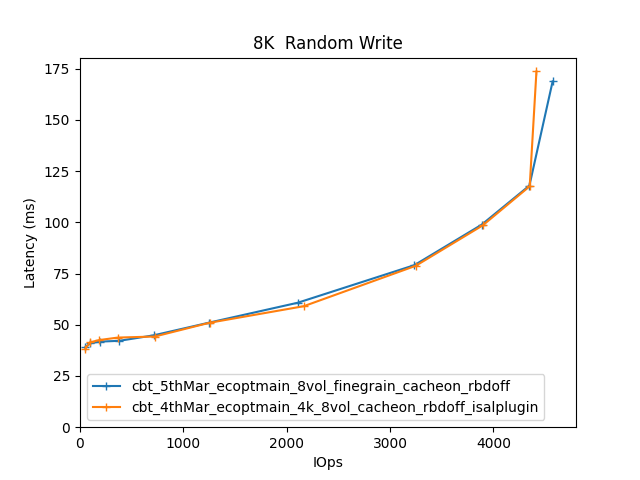 8K  Random Write
175
150
125
100
75
50
25
0
Latency (ms)
0 1000 2000 3000 4000
IOps
cbt_5thMar_ecoptmain_8vol_finegrain_cacheon_rbdoff
cbt_4thMar_ecoptmain_4k_8vol_cacheon_rbdoff_isalplugin